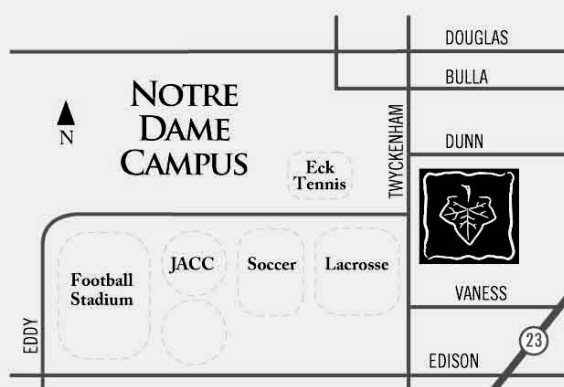 DOUGLAS
BULLA
NOTRE
DAME
CAMPUS
N
TWYCKENHAM
DUNN
Eck
Tennis
JACC
Soccer
Lacrosse
Football
Stadium
VANESS
EDDY
23
EDISON